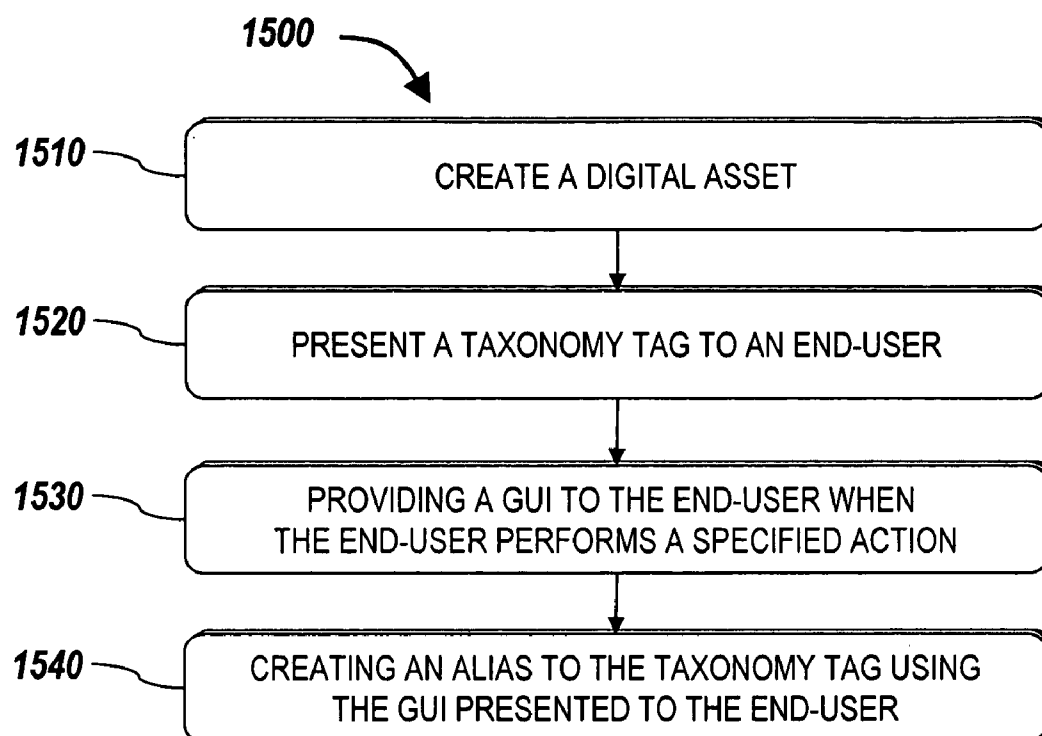 1500
1510
CREATE A DIGITAL ASSET
1520
PRESENT A TAXONOMY TAG TO AN END-USER
1530
PROVIDING A GUI TO THE END-USER WHEN
THE END-USER PERFORMS A SPECIFIED ACTION
1540
CREATING AN ALIAS TO THE TAXONOMY TAG USING
THE GUI PRESENTED TO THE END-USER